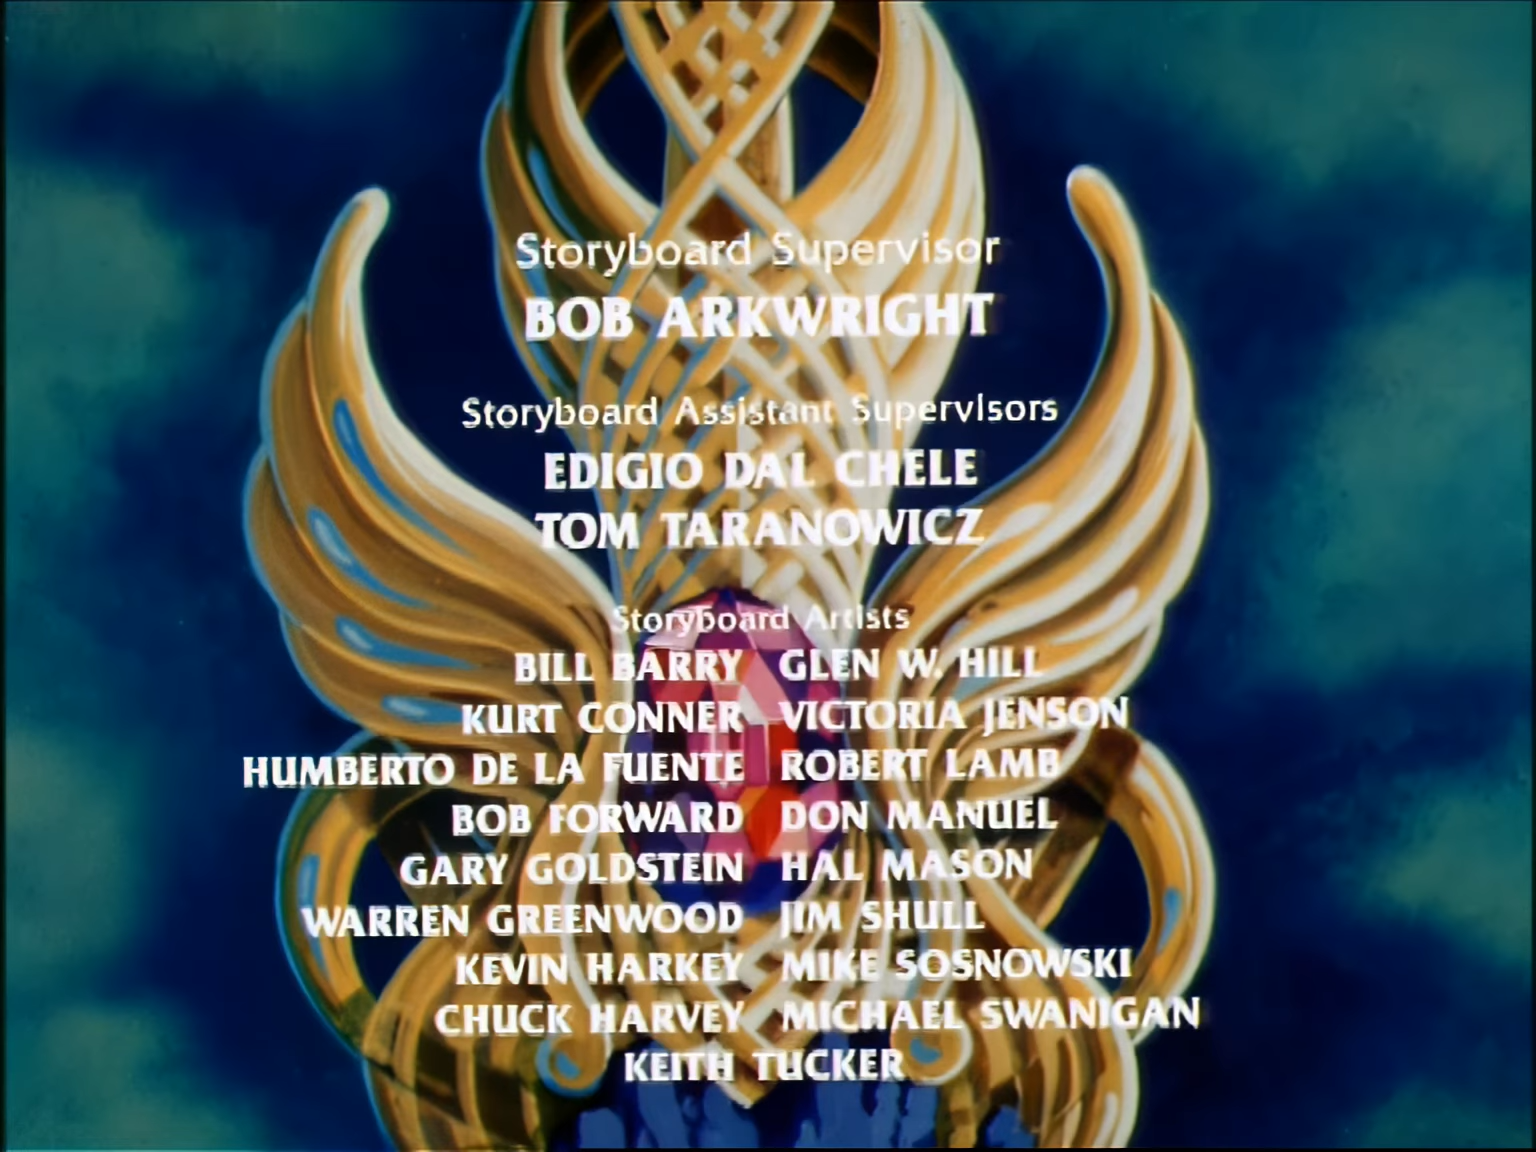 Storyboard Supervisor
BOB ARKWRIGHT
Storyboard Assistant Supervisors
EDIGIO DAL CHELE
TOM TARANOWICZ
Storyboard Artists
BILL BARRY GLEN W. HILL
KURT CONNER VICTORIA JENSON
HUMBERTO DE LA FUENTE ROBERT LAMB
BOB FORWARD DON MANUEL
GARY GOLDSTEIN HAL MASON
WARREN GREENWOOD JIM SHULL
KEVIN HARKEY MIKE SOSNOWSKI
CHUCK HARVEY MICHAEL SWANIGAN
KEITH TUCKER